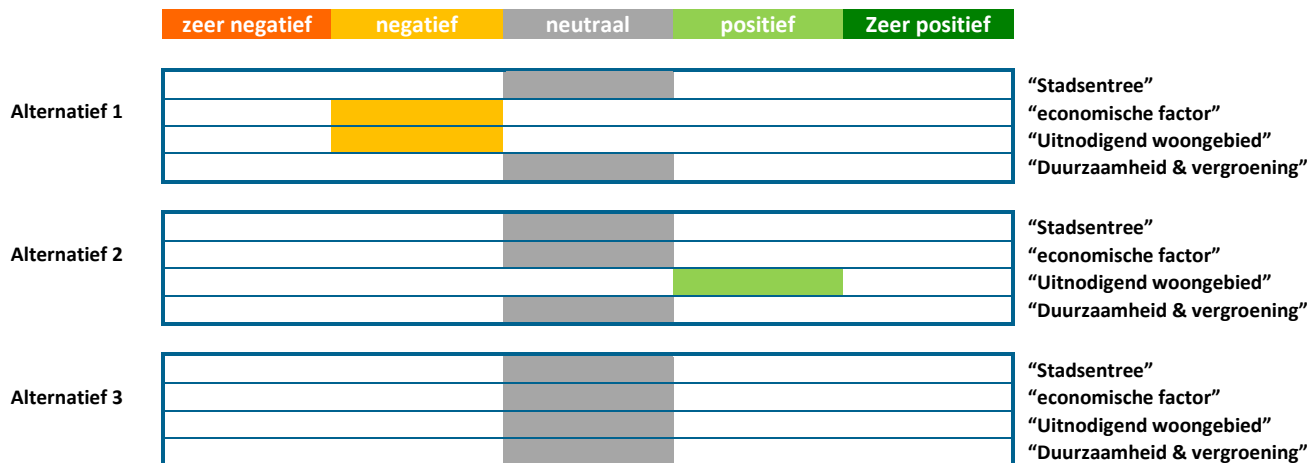 zeer negatief negatief neutraal positief Zeer positief
“Stadsentree”
Alternatief 1 “economische factor”
“Uitnodigend woongebied”
“Duurzaamheid & vergroening”
“Stadsentree”
Alternatief 2 “economische factor”
“Uitnodigend woongebied”
“Duurzaamheid & vergroening”
“Stadsentree”
Alternatief 3 “economische factor”
“Uitnodigend woongebied”
“Duurzaamheid & vergroening”